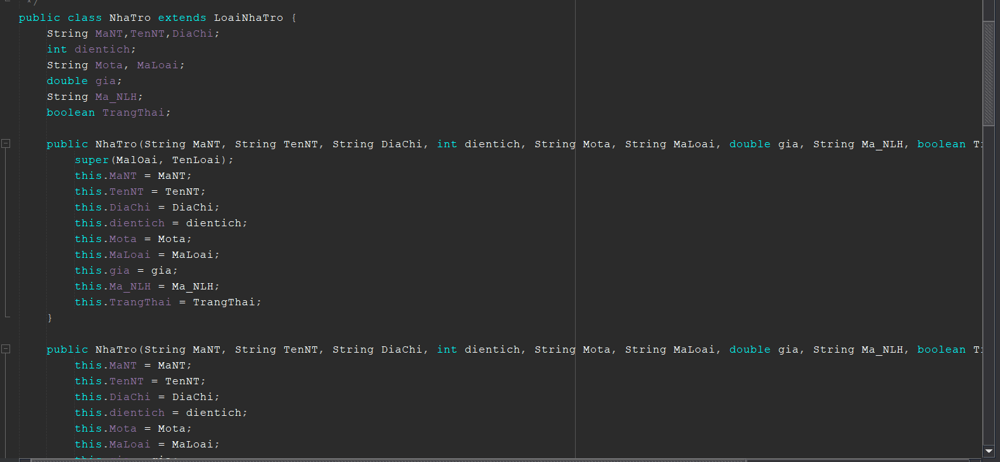 */
public class NhaTro extends LoaiNhaTro {
String MaNT,TenNT,DiaChi;
int dientich;
String Mota, MaLoai;
double gia;
String Ma_NLH;
boolean TrangThai;
public NhaTro(String MaNT, String TenNT, String DiaChi, int dientich, String Mota, String MaLoai, double gia, String Ma_NLH, boolean
super(MalOai, TenLoai);
this.MaNT = MaNT;
this.TenNT = TenNT;
this.DiaChi = DiaChi;
this.dientich = dientich;
this.Mota = Mota;
this.MaLoai = MaLoai;
this.gia = gia;
this.Ma_NLH = Ma_NLH;
this.TrangThai = TrangThai;
}
public NhaTro(String MaNT, String TenNT, String DiaChi, int dientich, String Mota, String MaLoai, double gia, String Ma_NLH, boolean
this.MaNT = MaNT;
this.TenNT = TenNT;
this.DiaChi = DiaChi;
this.dientich = dientich;
this.Mota = Mota;
this.MaLoai = MaLoai;